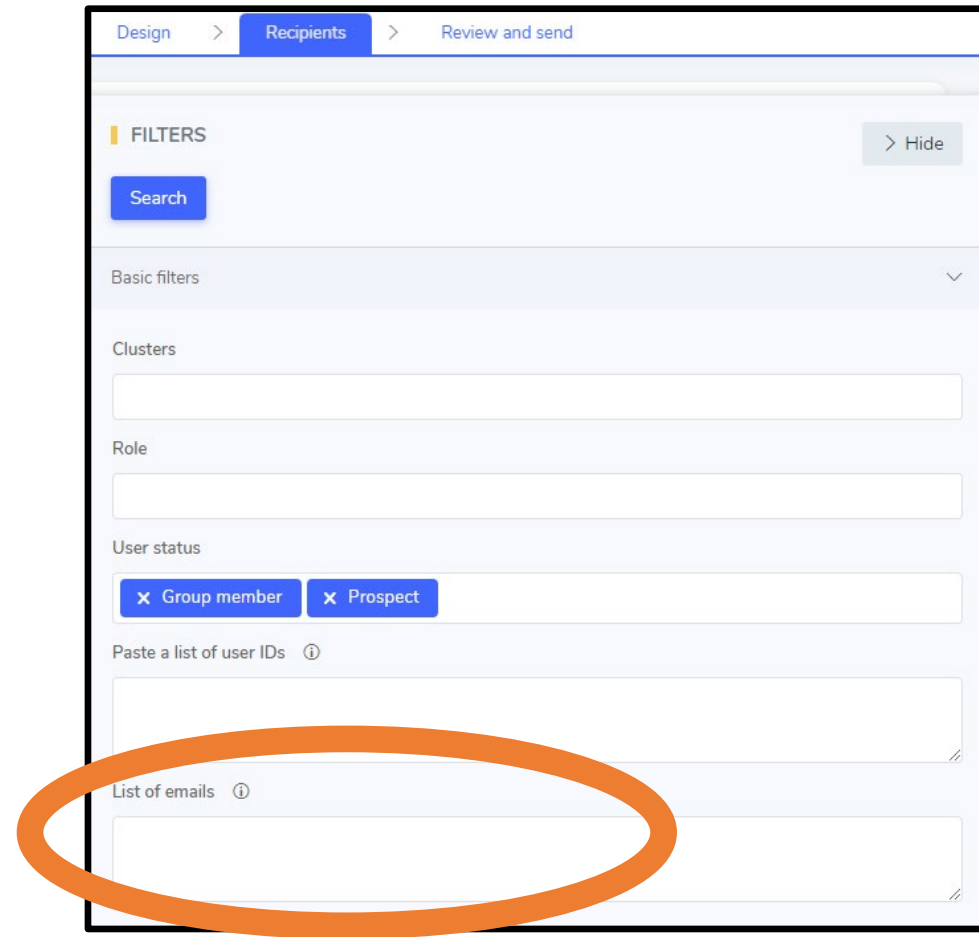 Design > Recipients > Review and send
FILTERS
> Hide
Search
Basic filters
Clusters
Role
User status
× Group member × Prospect
Paste a list of user IDs ⓘ
List of emails ⓘ